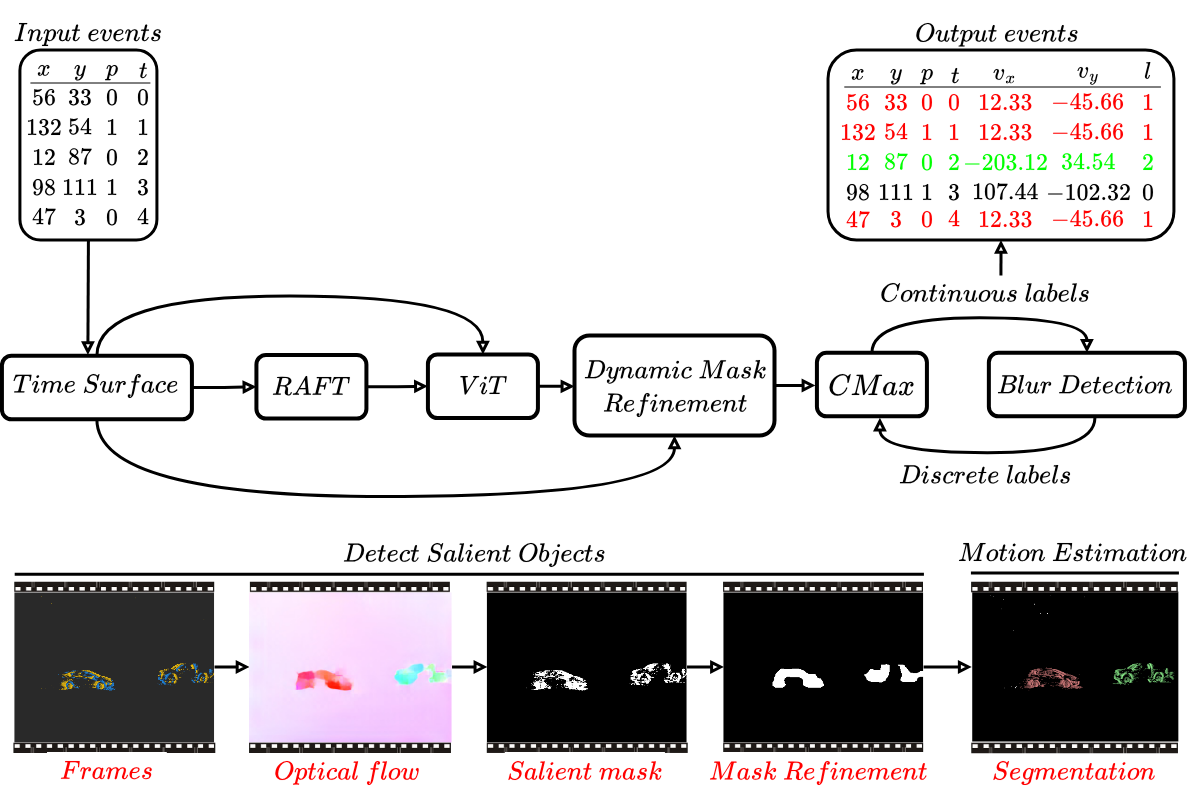 Input events
x y p t
56 33 0 0
132 54 1 1
12 87 0 2
98 111 1 3
47 3 0 4
Output events
x y p t vx vy l
56 33 0 0 12.33 −45.66 1
132 54 1 1 12.33 −45.66 1
12 87 0 2 −203.12 34.54 2
98 111 1 3 107.44 −102.32 0
47 3 0 4 12.33 −45.66 1
Continuous labels
Time Surface
RAFT
ViT
Dynamic Mask
Refinement
CMax
Blur Detection
Discrete labels
Detect Salient Objects
Motion Estimation
Frames
Optical flow
Salient mask
Mask Refinement
Segmentation